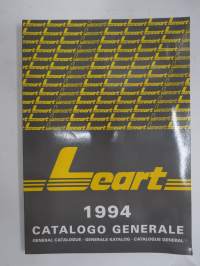 Leart
1994
CATALOGO GENERALE
GENERAL CATALOGUE - GENERALE KATALOG - CATALOGUE GENERAL